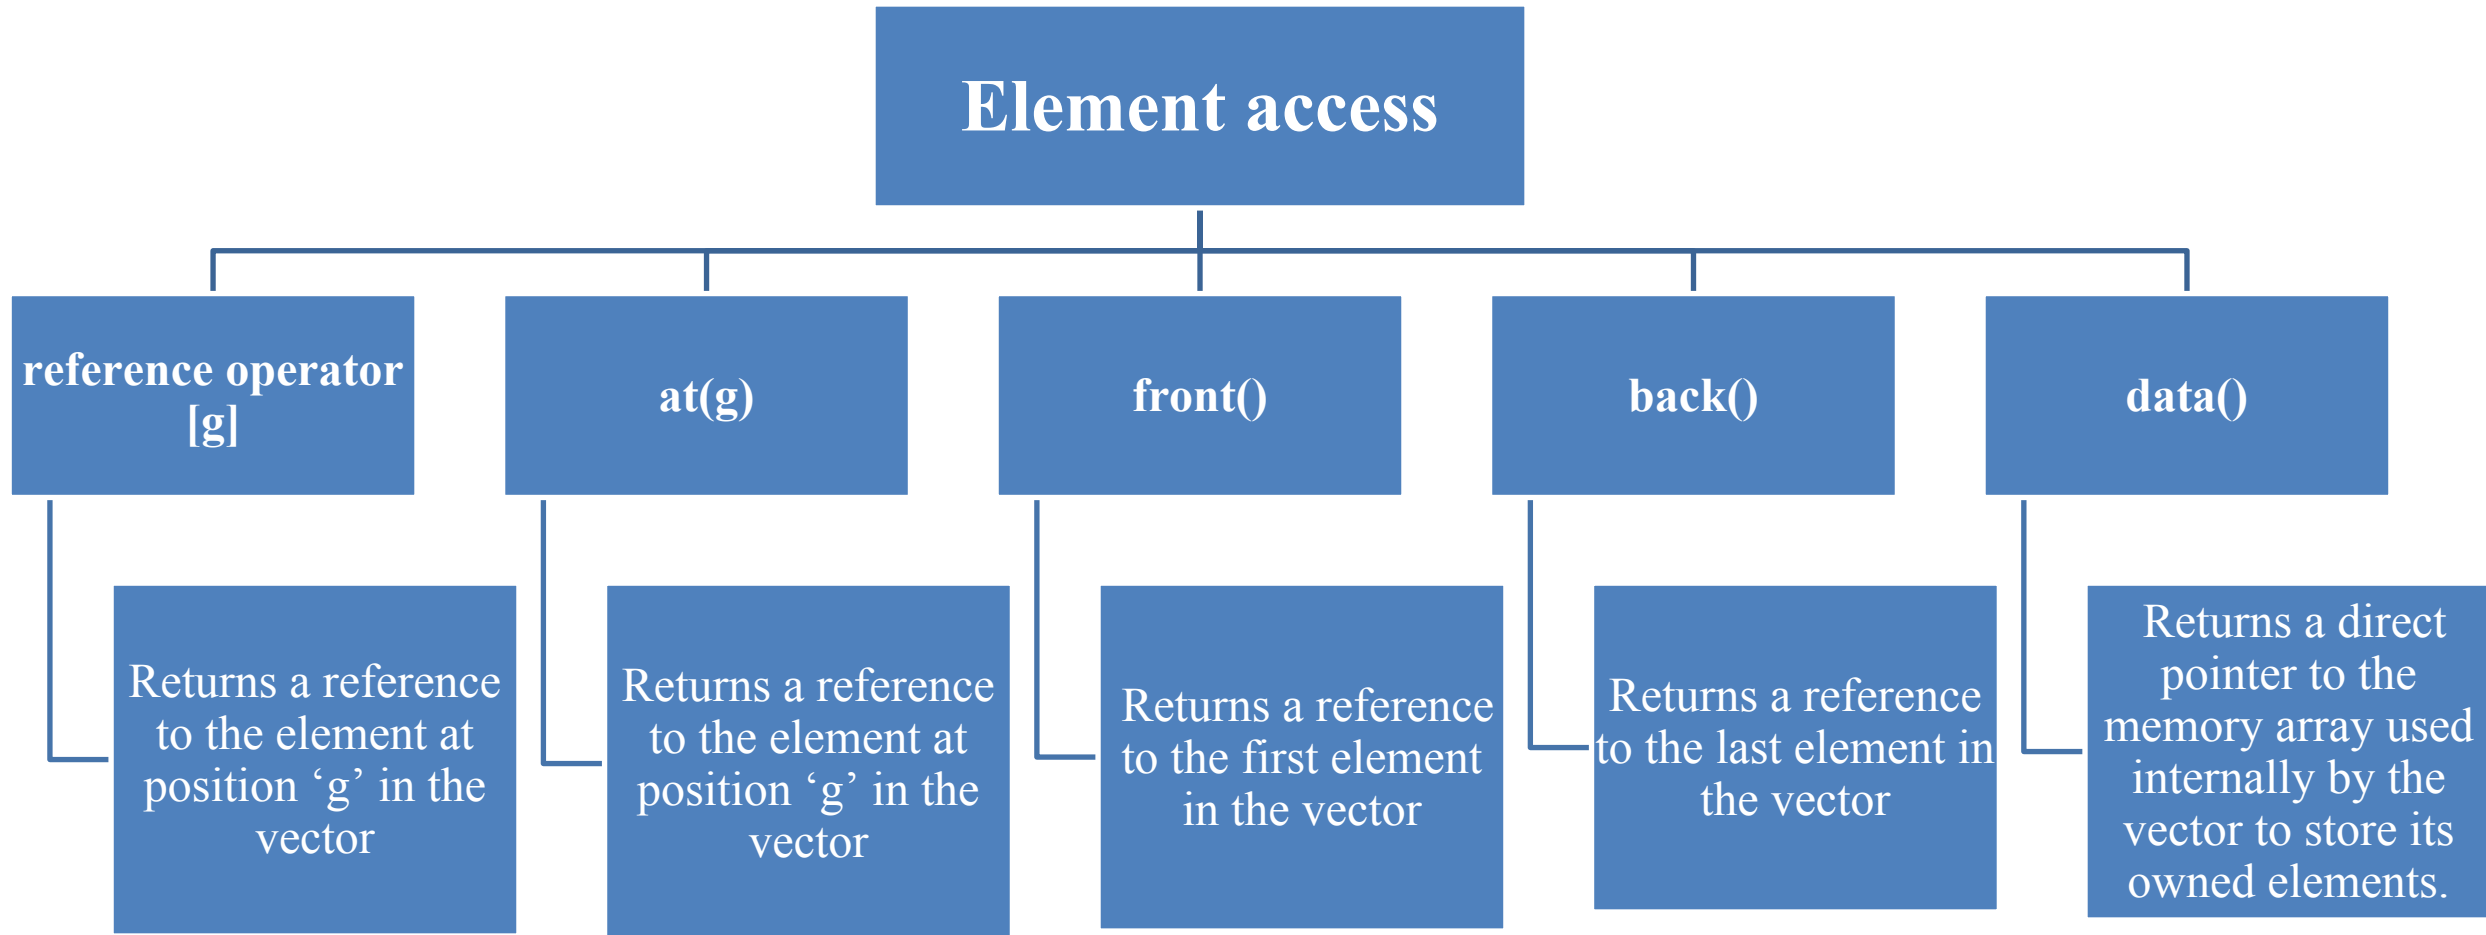 Element access
reference operator
[g]
at(g)
front()
back()
data()
Returns a reference
to the element at
position ‘g’ in the
vector
Returns a reference
to the element at
position ‘g’ in the
vector
Returns a reference
to the first element
in the vector
Returns a reference
to the last element in
the vector
Returns a direct
pointer to the
memory array used
internally by the
vector to store its
owned elements.